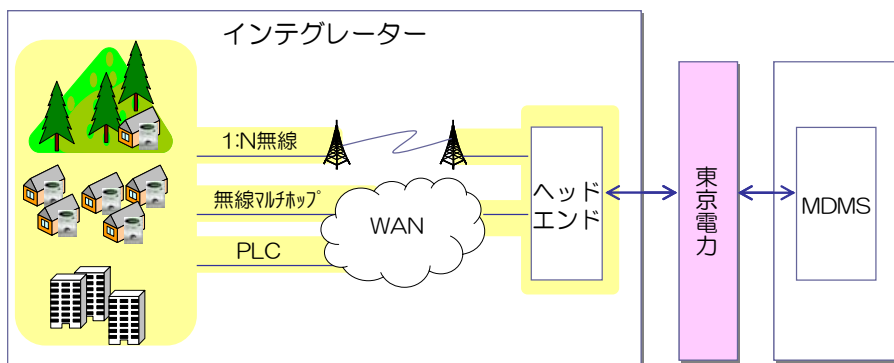 インテグレーター
1:N無線
無線ﾏﾙﾁﾎｯﾌﾟ
PLC
WAN
ヘッド
エンド
東京電力
MDMS